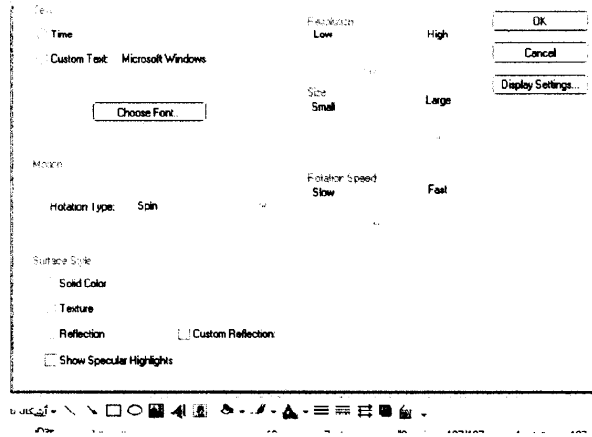 Text
Time
Custom Text: Microsoft Windows
Choose Font...
Motion
Rotation Type: Spin
Surface Style
Solid Color
Texture
Reflection
Custom Reflection:
Show Specular Highlights
Resolution
Low High
Size
Small Large
Rotation Speed
Slow Fast
OK
Cancel
Display Settings...